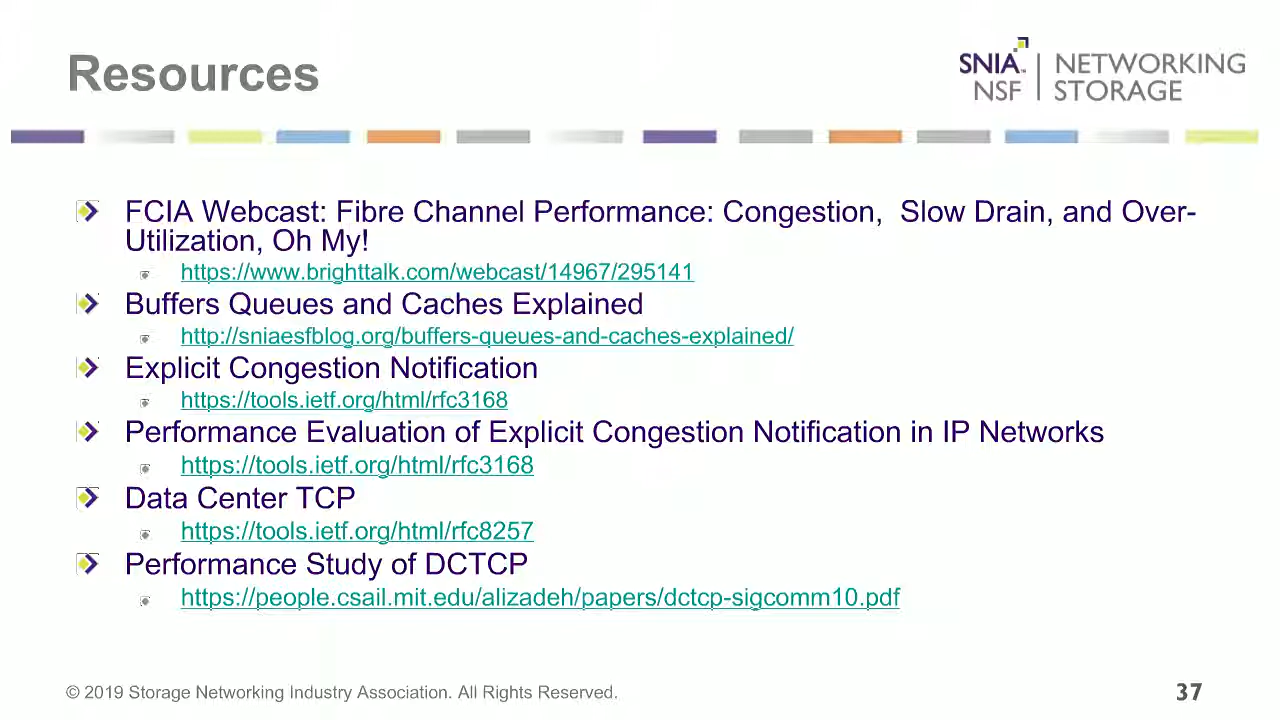 Resources
SNIA™ | NETWORKING
NSF | STORAGE
FCIA Webcast: Fibre Channel Performance: Congestion,  Slow Drain, and Over-
Utilization, Oh My!
https://www.brighttalk.com/webcast/14967/295141
Buffers Queues and Caches Explained
http://sniaesfblog.org/buffers-queues-and-caches-explained/
Explicit Congestion Notification
https://tools.ietf.org/html/rfc3168
Performance Evaluation of Explicit Congestion Notification in IP Networks
https://tools.ietf.org/html/rfc3168
Data Center TCP
https://tools.ietf.org/html/rfc8257
Performance Study of DCTCP
https://people.csail.mit.edu/alizadeh/papers/dctcp-sigcomm10.pdf
© 2019 Storage Networking Industry Association. All Rights Reserved.
37